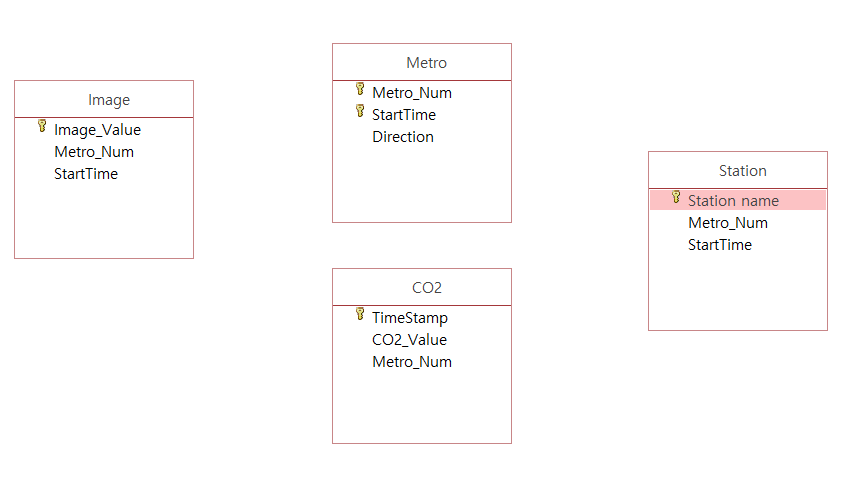 Image
Image_Value
Metro_Num
StartTime
Metro
Metro_Num
StartTime
Direction
CO2
TimeStamp
CO2_Value
Metro_Num
Station
Station name
Metro_Num
StartTime